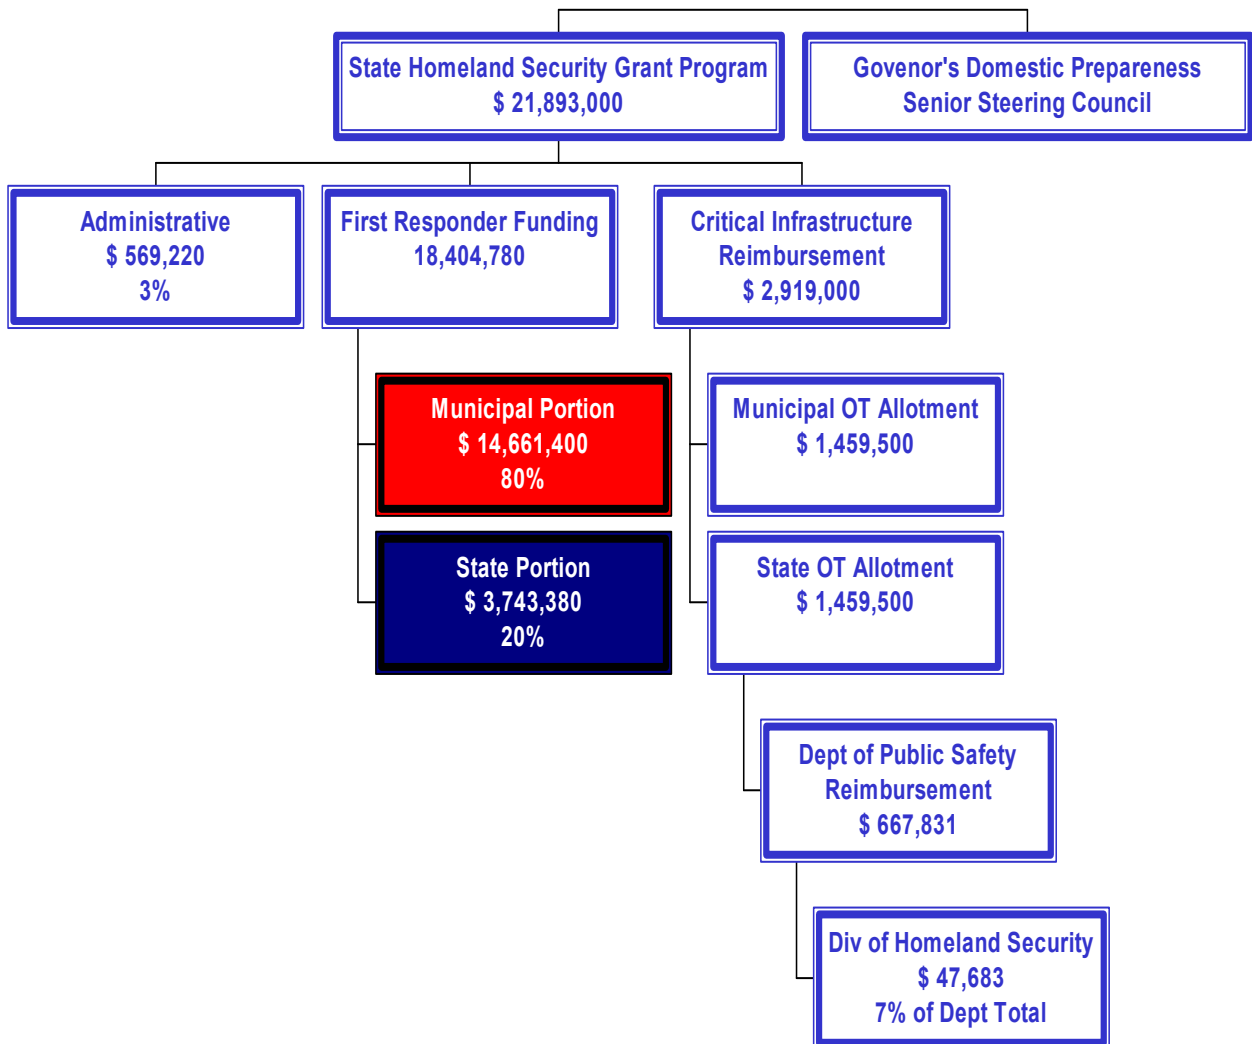 State Homeland Security Grant Program
$ 21,893,000
Govenor's Domestic Prepareness
Senior Steering Council
Administrative
$ 569,220
3%
First Responder Funding
18,404,780
Critical Infrastructure
Reimbursement
$ 2,919,000
Municipal Portion
$ 14,661,400
80%
Municipal OT Allotment
$ 1,459,500
State Portion
$ 3,743,380
20%
State OT Allotment
$ 1,459,500
Dept of Public Safety
Reimbursement
$ 667,831
Div of Homeland Security
$ 47,683
7% of Dept Total